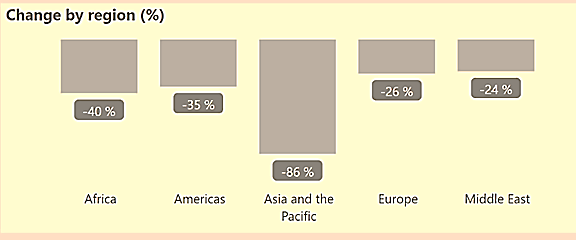 Change by region (%)
-40 %
-35 %
-86 %
-26 %
-24 %
Africa
Americas
Asia and the
Pacific
Europe
Middle East